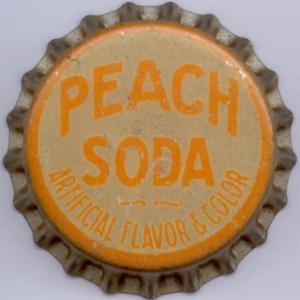 PEACH
SODA
ARTIFICIAL FLAVOR & COLOR